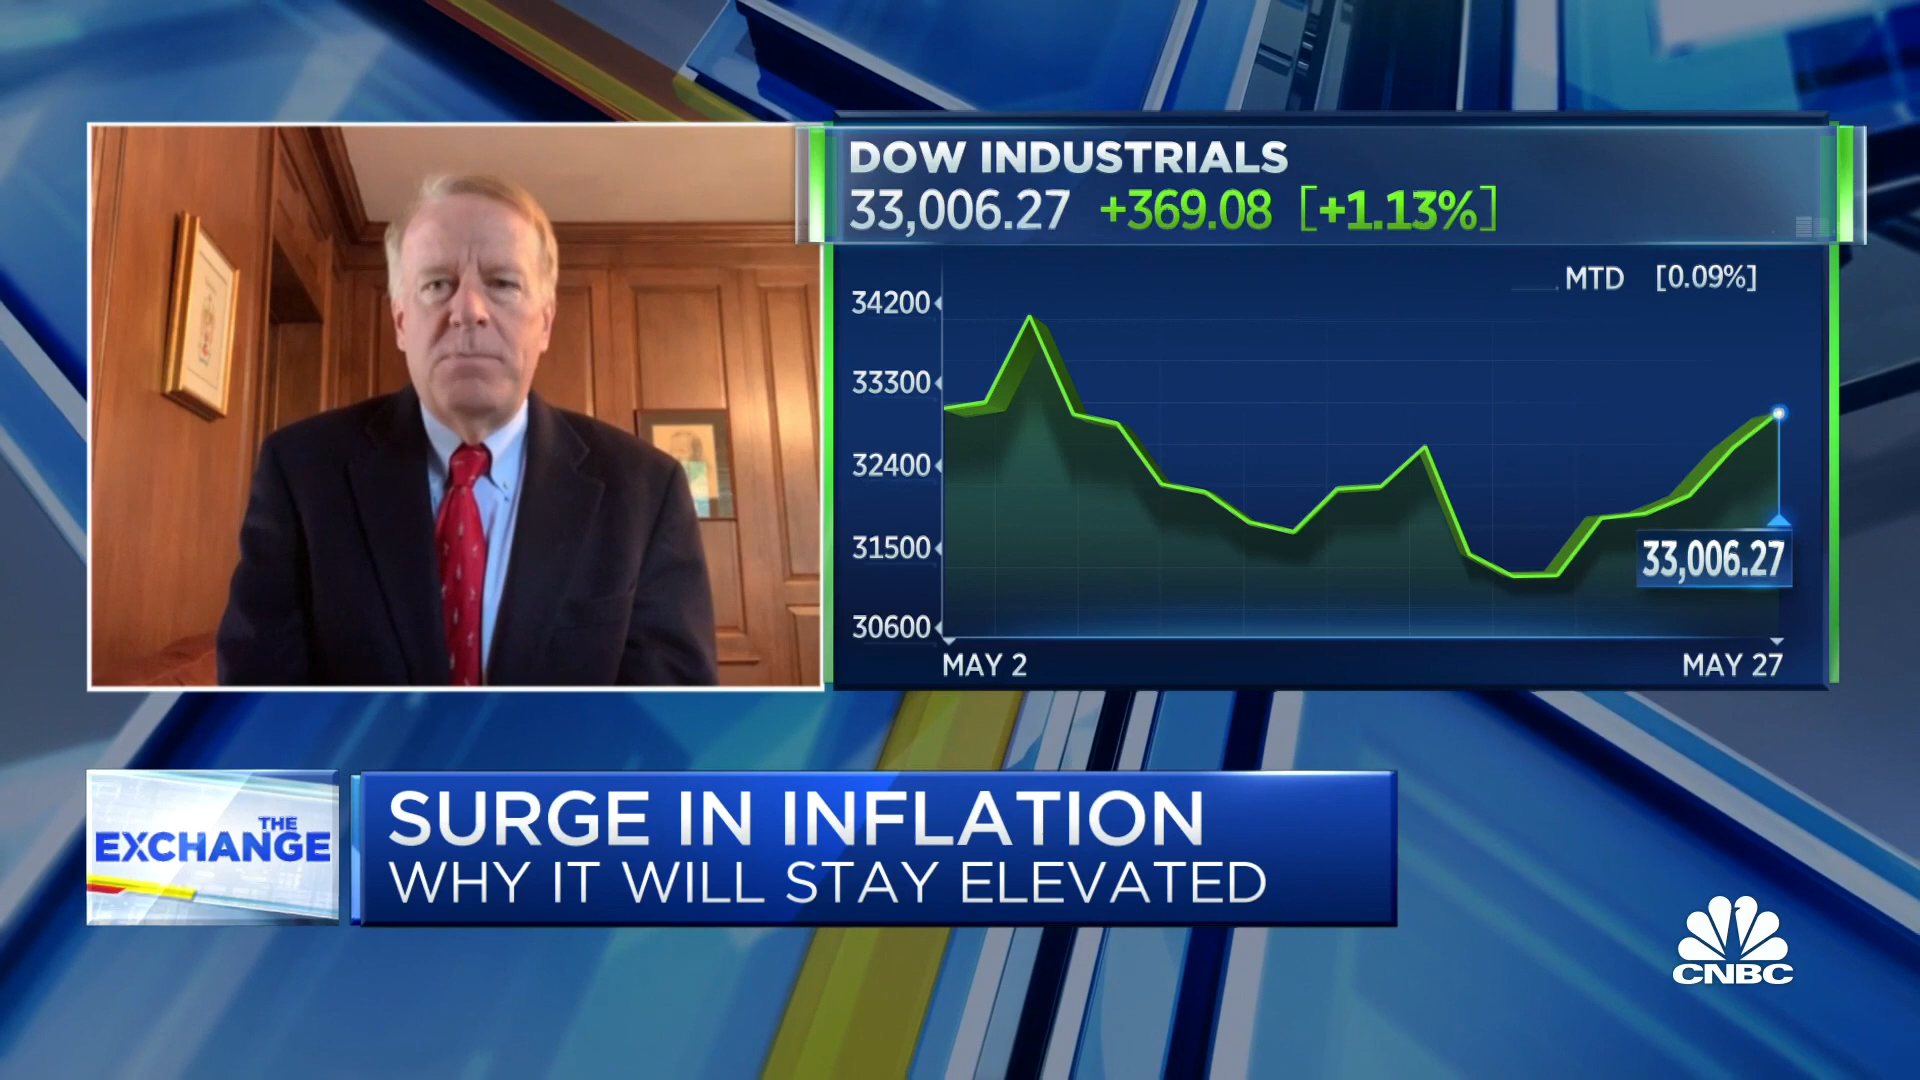 DOW INDUSTRIALS
33,006.27 +369.08 [+1.13%]
MTD [0.09%]
34200
33300
32400
31500
30600
33,006.27
MAY 2 MAY 27
THE
EXCHANGE
SURGE IN INFLATION
WHY IT WILL STAY ELEVATED
CNBC